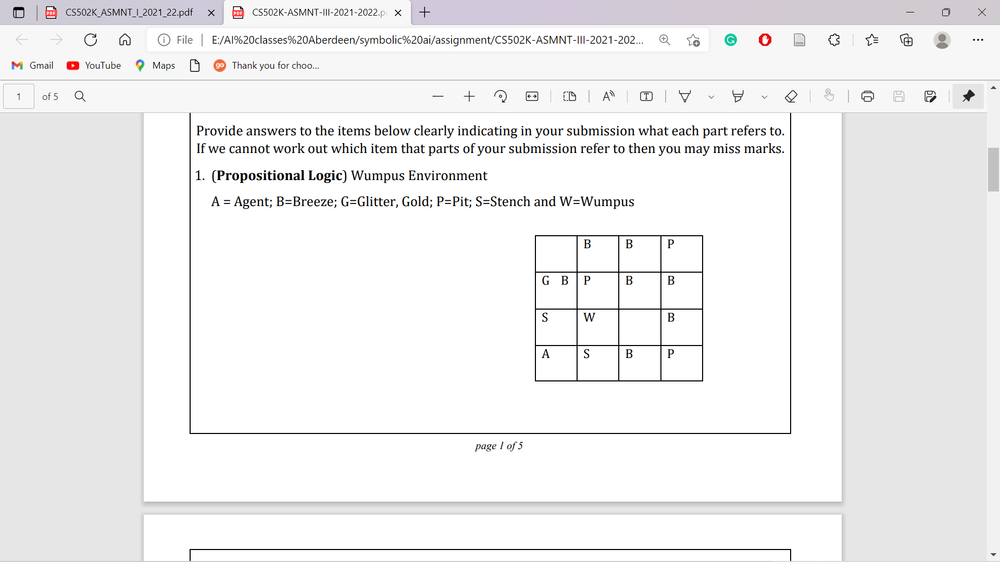 CS502K_ASMNT_I_2021_22.pdf
CS502K-ASMNT-III-2021-2022.p
File
E:/AI%20classes%20Aberdeen/symbolic%20ai/assignment/CS502K-ASMNT-III-2021-202...
Gmail
YouTube
Maps
go
Thank you for choo...
1
of 5
Provide answers to the items below clearly indicating in your submission what each part refers to.
If we cannot work out which item that parts of your submission refer to then you may miss marks.
1. (Propositional Logic) Wumpus Environment
A = Agent; B=Breeze; G=Glitter, Gold; P=Pit; S=Stench and W=Wumpus
B B P
G B P B B
S W B
A S B P
page 1 of 5